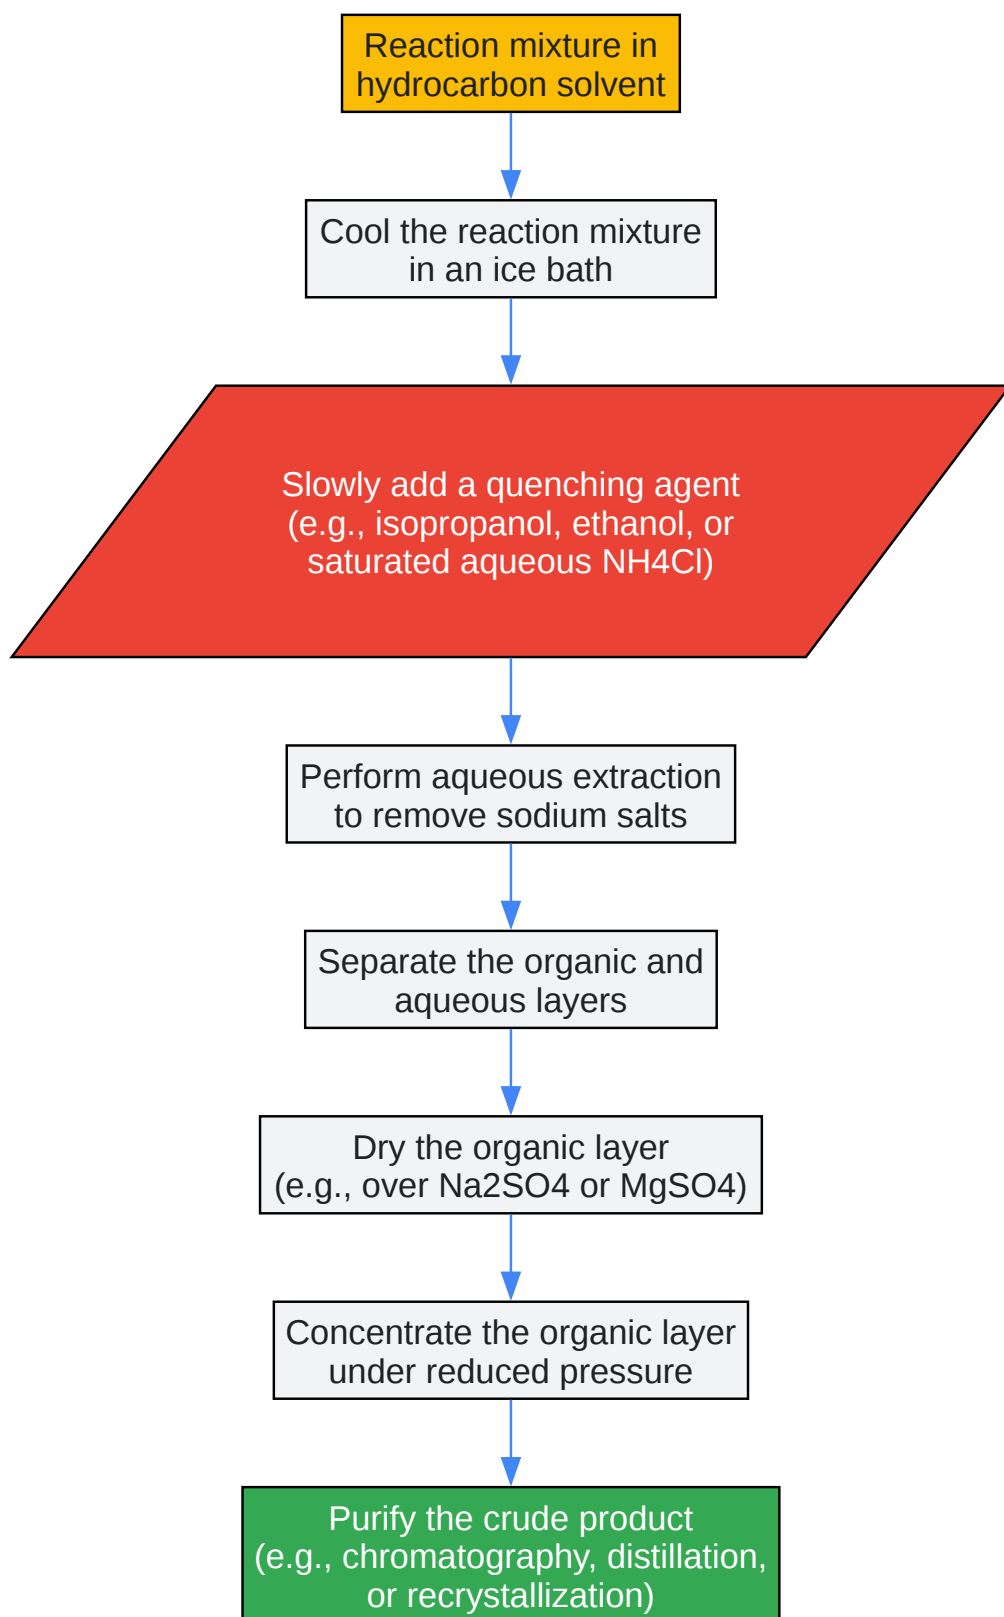 Reaction mixture in
hydrocarbon solvent
Cool the reaction mixture
in an ice bath
Slowly add a quenching agent
(e.g., isopropanol, ethanol, or
saturated aqueous NH4Cl)
Perform aqueous extraction
to remove sodium salts
Separate the organic and
aqueous layers
Dry the organic layer
(e.g., over Na2SO4 or MgSO4)
Concentrate the organic layer
under reduced pressure
Purify the crude product
(e.g., chromatography, distillation,
or recrystallization)